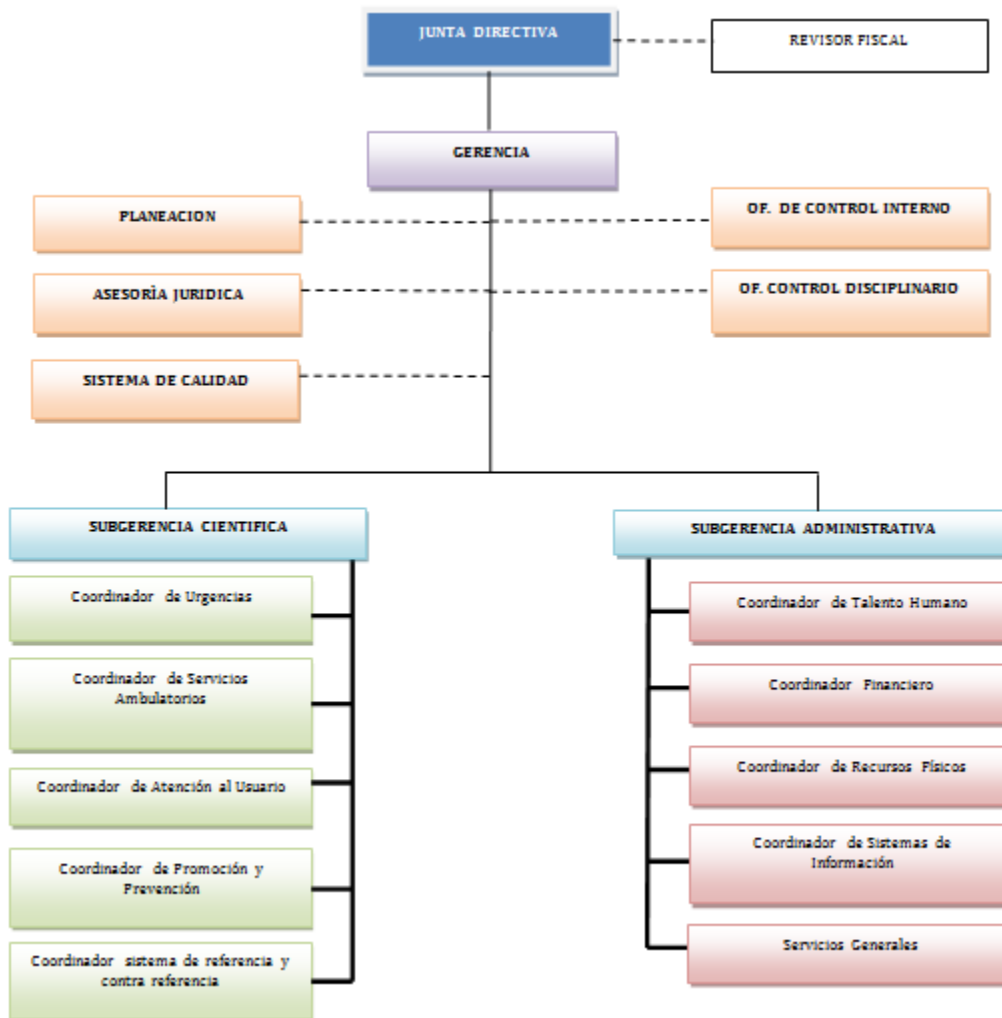 JUNTA DIRECTIVA
REVISOR FISCAL
GERENCIA
PLANEACION
OF. DE CONTROL INTERNO
ASESORÌA JURIDICA
OF. CONTROL DISCIPLINARIO
SISTEMA DE CALIDAD
SUBGERENCIA CIENTIFICA
SUBGERENCIA ADMINISTRATIVA
Coordinador de Urgencias
Coordinador de Servicios
Ambulatorios
Coordinador de Atención al Usuario
Coordinador de Promoción y
Prevención
Coordinador sistema de referencia y
contra referencia
Coordinador de Talento Humano
Coordinador Financiero
Coordinador de Recursos Físicos
Coordinador de Sistemas de
Información
Servicios Generales